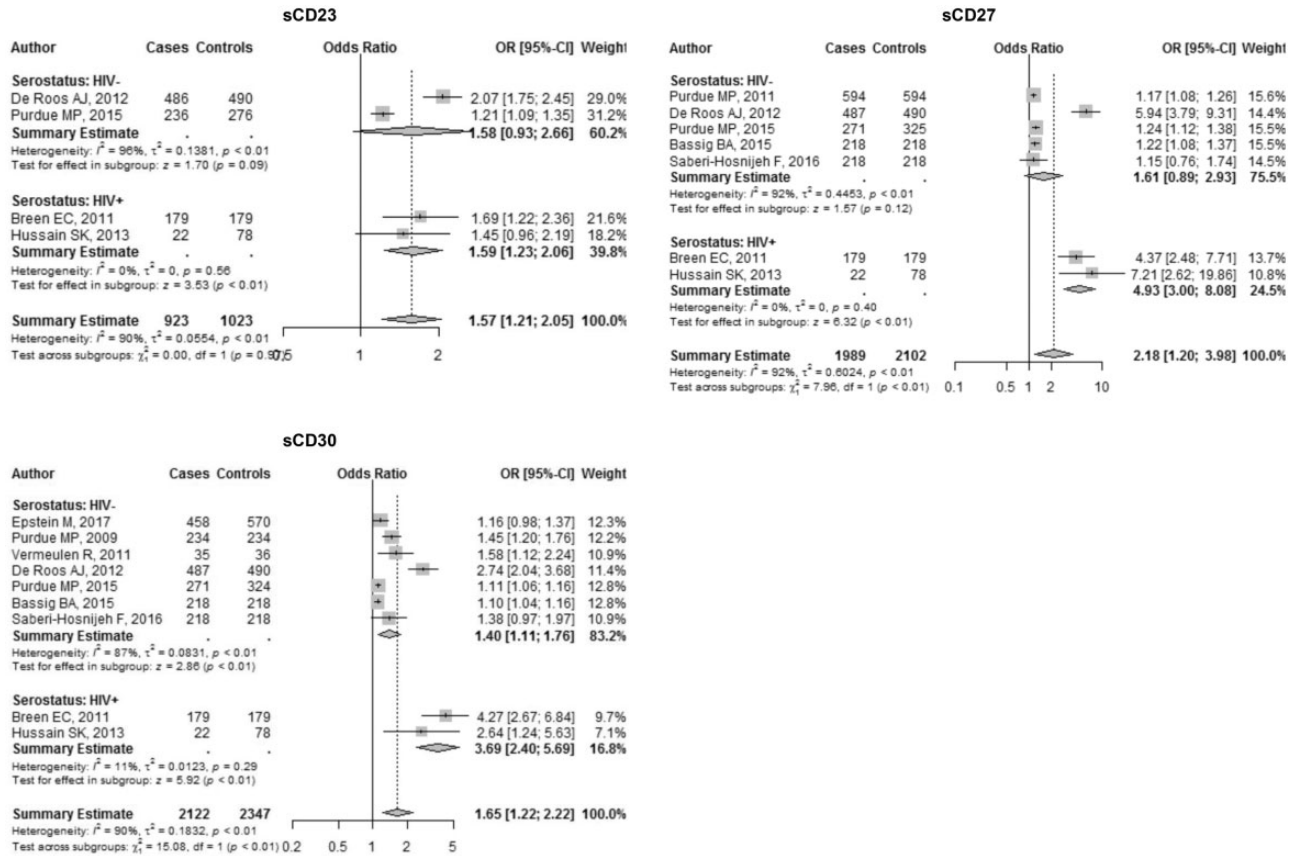 sCD23
Author Cases Controls Odds Ratio OR [95%-CI] Weight
Serostatus: HIV-
De Roos AJ, 2012 486 490 2.07 [1.75; 2.45] 29.0%
Purdue MP, 2015 236 276 1.21 [1.09; 1.35] 31.2%
Summary Estimate . . 1.58 [0.93; 2.66] 60.2%
Heterogeneity: I² = 96%, τ² = 0.1381, p < 0.01
Test for effect in subgroup: z = 1.70 (p = 0.09)
Serostatus: HIV+
Breen EC, 2011 179 179 1.69 [1.22; 2.36] 21.6%
Hussain SK, 2013 22 78 1.45 [0.96; 2.19] 18.2%
Summary Estimate . . 1.59 [1.23; 2.06] 39.8%
Heterogeneity: I² = 0%, τ² = 0, p = 0.56
Test for effect in subgroup: z = 3.53 (p < 0.01)
Summary Estimate 923 1023 1.57 [1.21; 2.05] 100.0%
Heterogeneity: I² = 90%, τ² = 0.0554, p < 0.01
Test across subgroups: χ²₁ = 0.00, df = 1 (p = 0.97)
0.5 1 2
sCD27
Author Cases Controls Odds Ratio OR [95%-CI] Weight
Serostatus: HIV-
Purdue MP, 2011 594 594 1.17 [1.08; 1.26] 15.6%
De Roos AJ, 2012 487 490 5.94 [3.79; 9.31] 14.4%
Purdue MP, 2015 271 325 1.24 [1.12; 1.38] 15.5%
Bassig BA, 2015 218 218 1.22 [1.08; 1.37] 15.5%
Saberi-Hosnijeh F, 2016 218 218 1.15 [0.76; 1.74] 14.5%
Summary Estimate . . 1.61 [0.89; 2.93] 75.5%
Heterogeneity: I² = 92%, τ² = 0.4453, p < 0.01
Test for effect in subgroup: z = 1.57 (p = 0.12)
Serostatus: HIV+
Breen EC, 2011 179 179 4.37 [2.48; 7.71] 13.7%
Hussain SK, 2013 22 78 7.21 [2.62; 19.86] 10.8%
Summary Estimate . . 4.93 [3.00; 8.08] 24.5%
Heterogeneity: I² = 0%, τ² = 0, p = 0.40
Test for effect in subgroup: z = 6.32 (p < 0.01)
Summary Estimate 1989 2102 2.18 [1.20; 3.98] 100.0%
Heterogeneity: I² = 92%, τ² = 0.6024, p < 0.01
Test across subgroups: χ²₁ = 7.96, df = 1 (p < 0.01)
0.1 0.5 1 2 10
sCD30
Author Cases Controls Odds Ratio OR [95%-CI] Weight
Serostatus: HIV-
Epstein M, 2017 458 570 1.16 [0.98; 1.37] 12.3%
Purdue MP, 2009 234 234 1.45 [1.20; 1.76] 12.2%
Vermeulen R, 2011 35 36 1.58 [1.12; 2.24] 10.9%
De Roos AJ, 2012 487 490 2.74 [2.04; 3.68] 11.4%
Purdue MP, 2015 271 324 1.11 [1.06; 1.16] 12.8%
Bassig BA, 2015 218 218 1.10 [1.04; 1.16] 12.8%
Saberi-Hosnijeh F, 2016 218 218 1.38 [0.97; 1.97] 10.9%
Summary Estimate . . 1.40 [1.11; 1.76] 83.2%
Heterogeneity: I² = 87%, τ² = 0.0831, p < 0.01
Test for effect in subgroup: z = 2.86 (p < 0.01)
Serostatus: HIV+
Breen EC, 2011 179 179 4.27 [2.67; 6.84] 9.7%
Hussain SK, 2013 22 78 2.64 [1.24; 5.63] 7.1%
Summary Estimate . . 3.69 [2.40; 5.69] 16.8%
Heterogeneity: I² = 11%, τ² = 0.0123, p = 0.29
Test for effect in subgroup: z = 5.92 (p < 0.01)
Summary Estimate 2122 2347 1.65 [1.22; 2.22] 100.0%
Heterogeneity: I² = 90%, τ² = 0.1832, p < 0.01
Test across subgroups: χ²₁ = 15.08, df = 1 (p < 0.01)
0.2 0.5 1 2 5